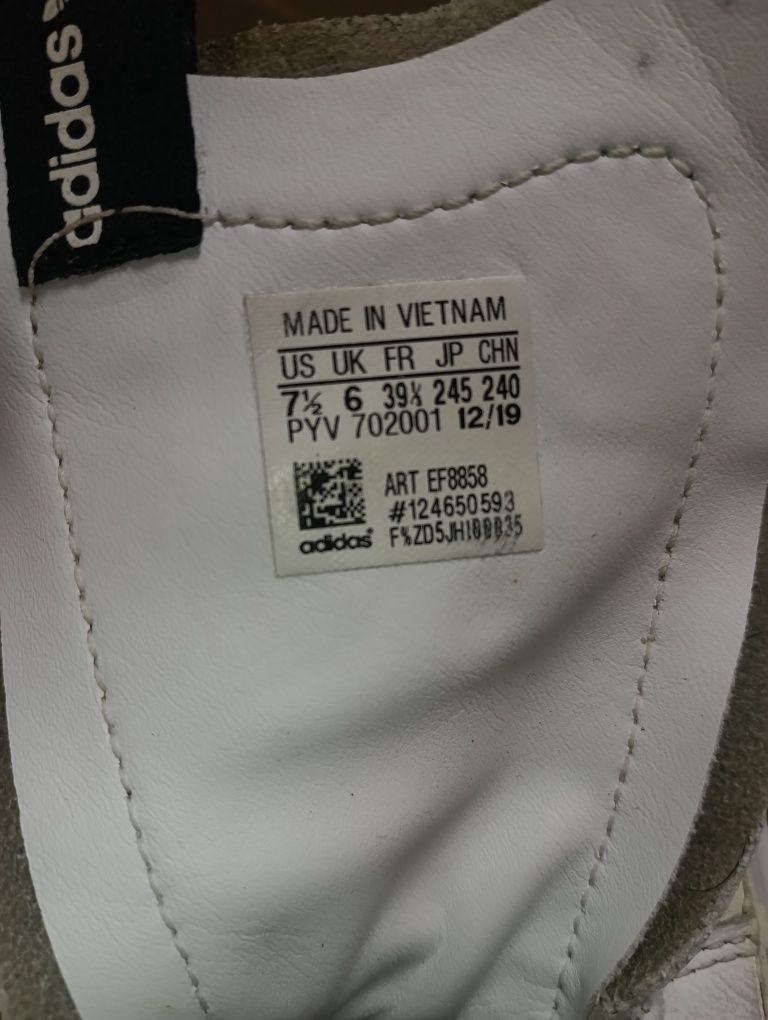 adidas
MADE IN VIETNAM
US UK FR JP CHN
7½ 6 39⅓ 245 240
PYV 702001 12/19
ART EF8858
#124650593
adidas